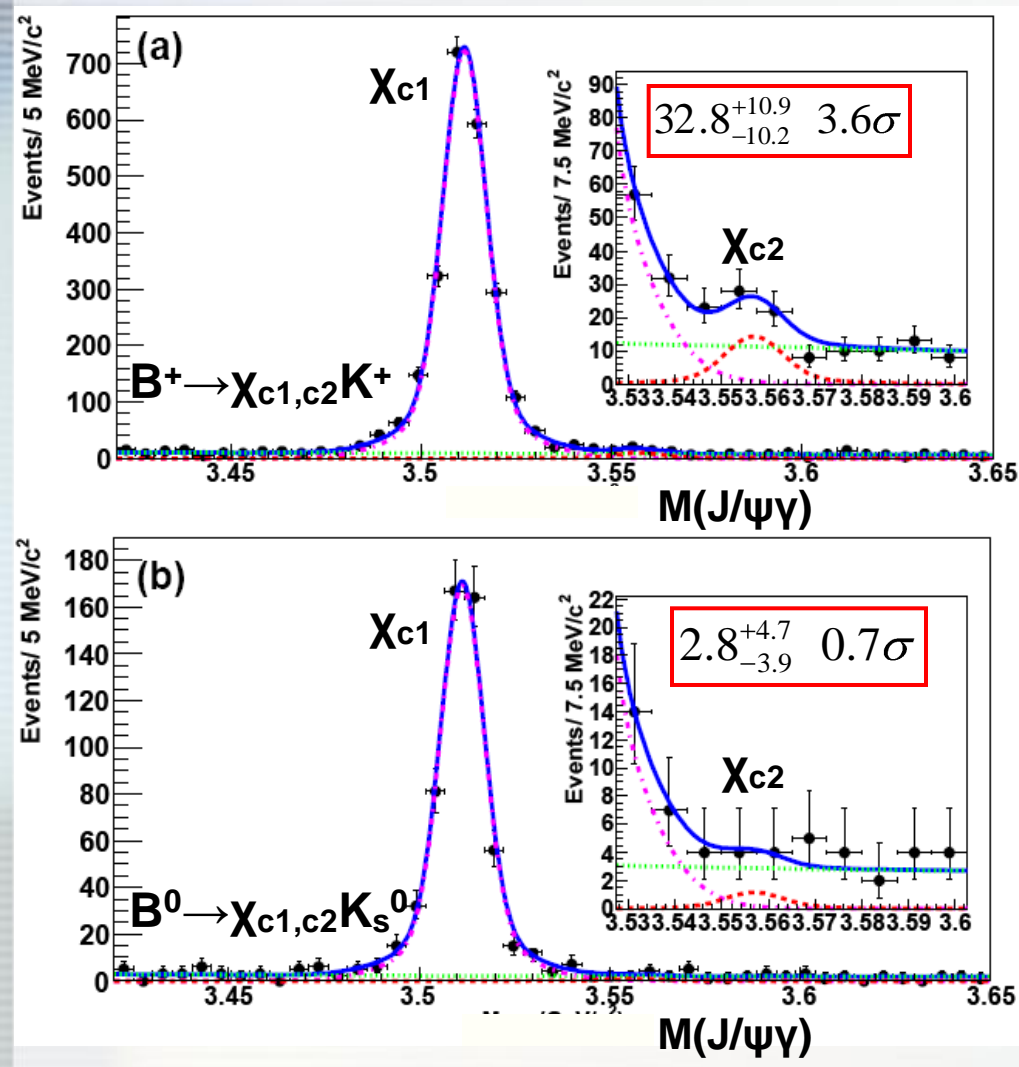 (a)
Events/ 5 MeV/c²
700
600
500
400
300
200
100
0
χc1
B⁺→χc1,c2K⁺
3.45
3.5
3.55
3.6
3.65
M(J/ψγ)
Events/ 7.5 MeV/c²
90
80
70
60
50
40
30
20
10
0
32.8 +10.9 −10.2 3.6σ
χc2
3.53 3.54 3.55 3.56 3.57 3.58 3.59 3.6
(b)
Events/ 5 MeV/c²
180
160
140
120
100
80
60
40
20
0
χc1
B⁰→χc1,c2Ks⁰
3.45
3.5
3.55
3.6
3.65
M(J/ψγ)
Events/ 7.5 MeV/c²
22
20
18
16
14
12
10
8
6
4
2
0
2.8 +4.7 −3.9 0.7σ
χc2
3.53 3.54 3.55 3.56 3.57 3.58 3.59 3.6